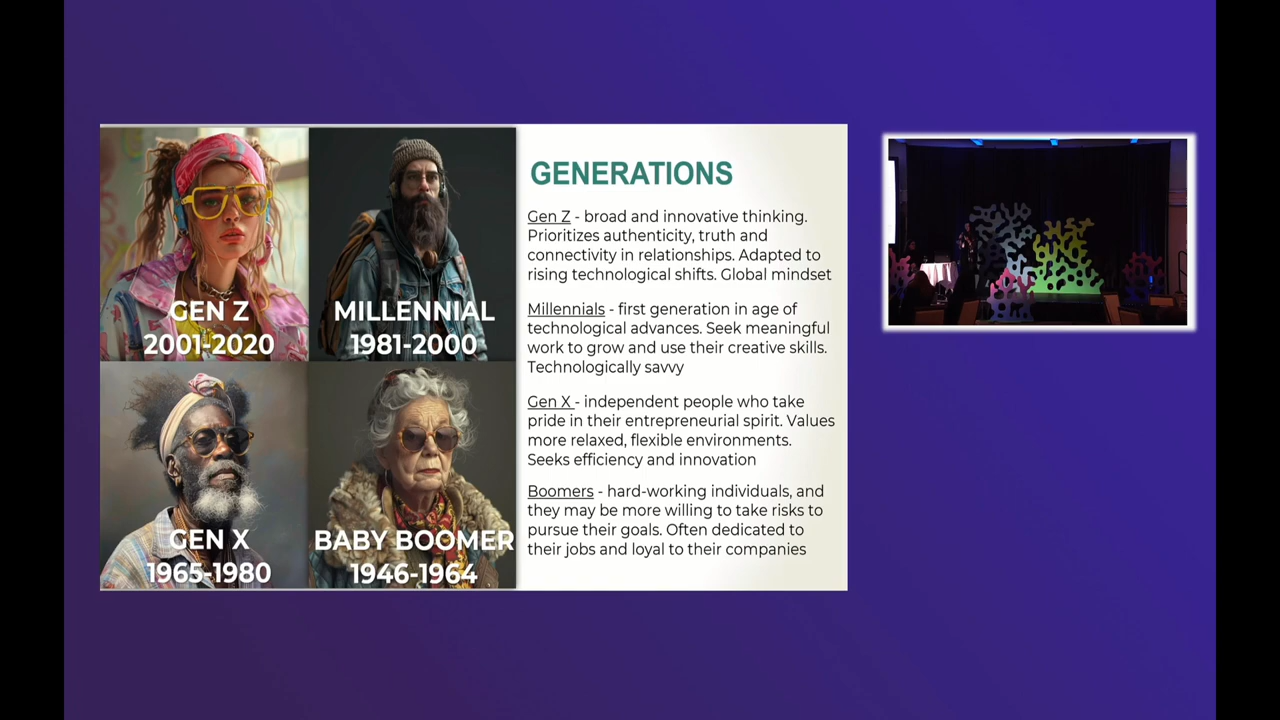 GEN Z
2001-2020
MILLENNIAL
1981-2000
GEN X
1965-1980
BABY BOOMER
1946-1964
GENERATIONS
Gen Z - broad and innovative thinking.
Prioritizes authenticity, truth and
connectivity in relationships. Adapted to
rising technological shifts. Global mindset
Millennials - first generation in age of
technological advances. Seek meaningful
work to grow and use their creative skills.
Technologically savvy
Gen X - independent people who take
pride in their entrepreneurial spirit. Values
more relaxed, flexible environments.
Seeks efficiency and innovation
Boomers - hard-working individuals, and
they may be more willing to take risks to
pursue their goals. Often dedicated to
their jobs and loyal to their companies